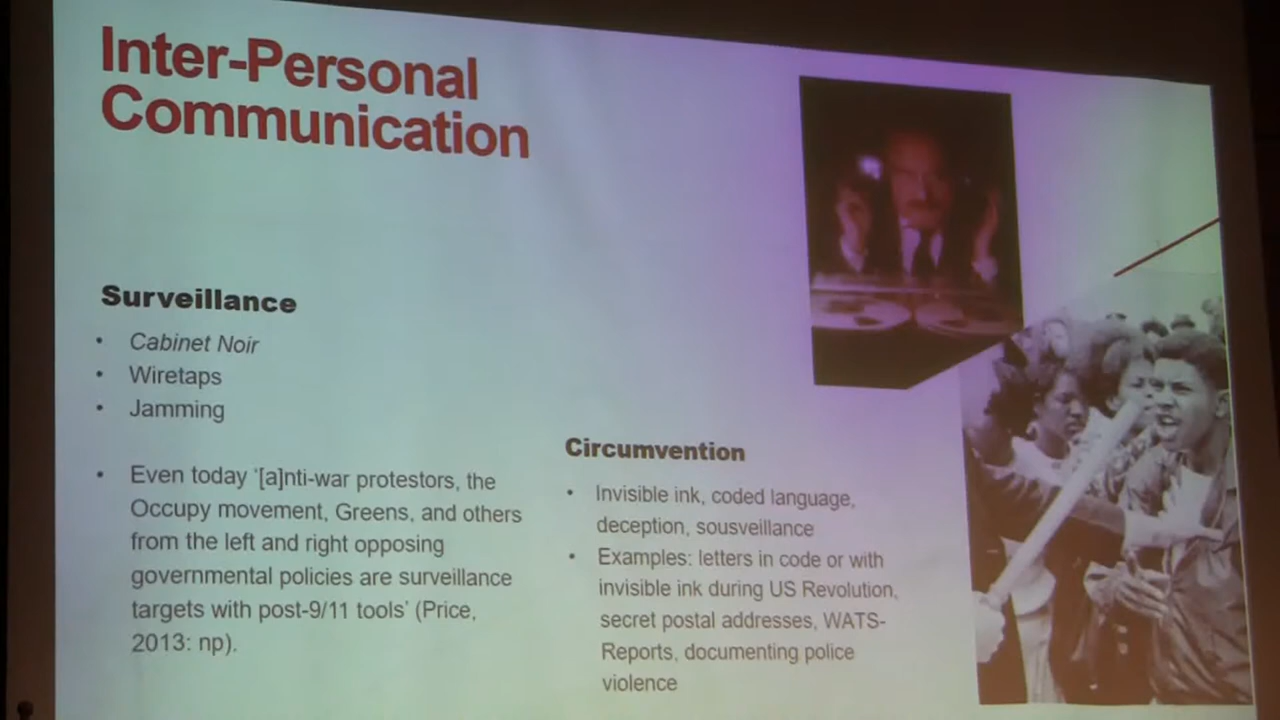 Inter-Personal
Communication
Surveillance
• Cabinet Noir
• Wiretaps
• Jamming
• Even today ‘[a]nti-war protestors, the
Occupy movement, Greens, and others
from the left and right opposing
governmental policies are surveillance
targets with post-9/11 tools’ (Price,
2013: np).
Circumvention
• Invisible ink, coded language,
deception, sousveillance
• Examples: letters in code or with
invisible ink during US Revolution,
secret postal addresses, WATS-
Reports, documenting police
violence